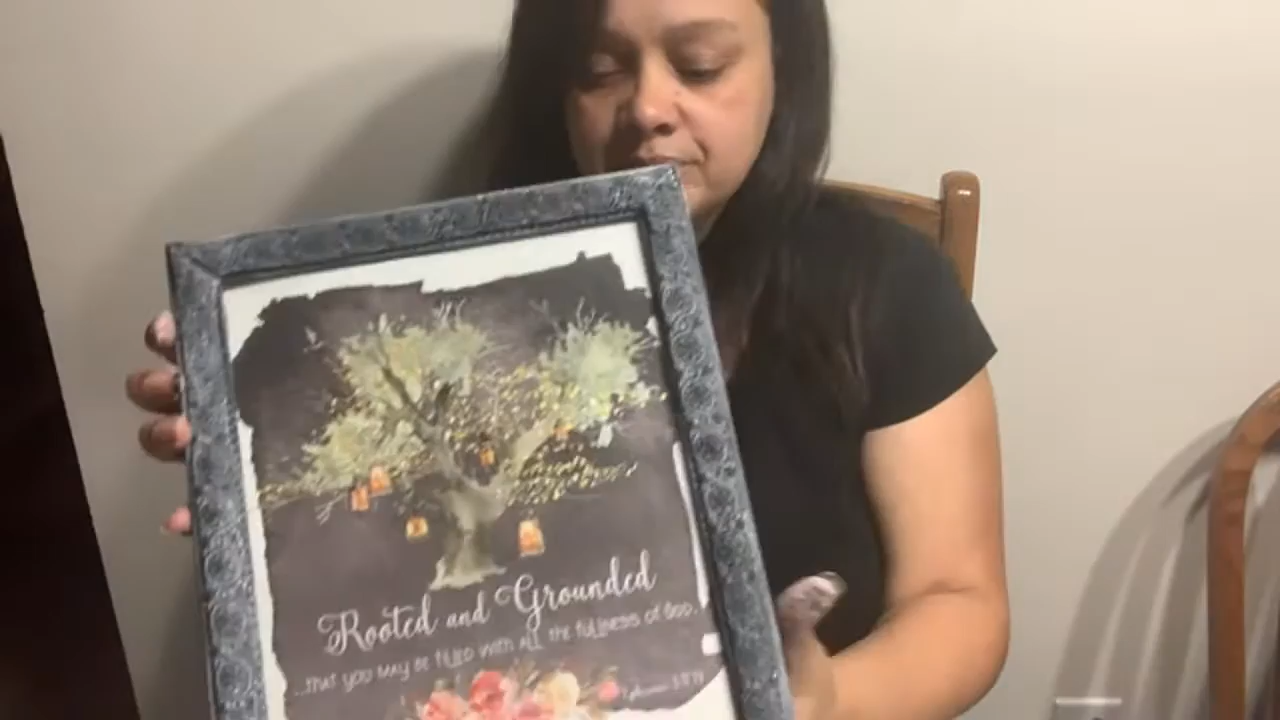 Rooted and Grounded
...that you may be filled with ALL the fullness of God.